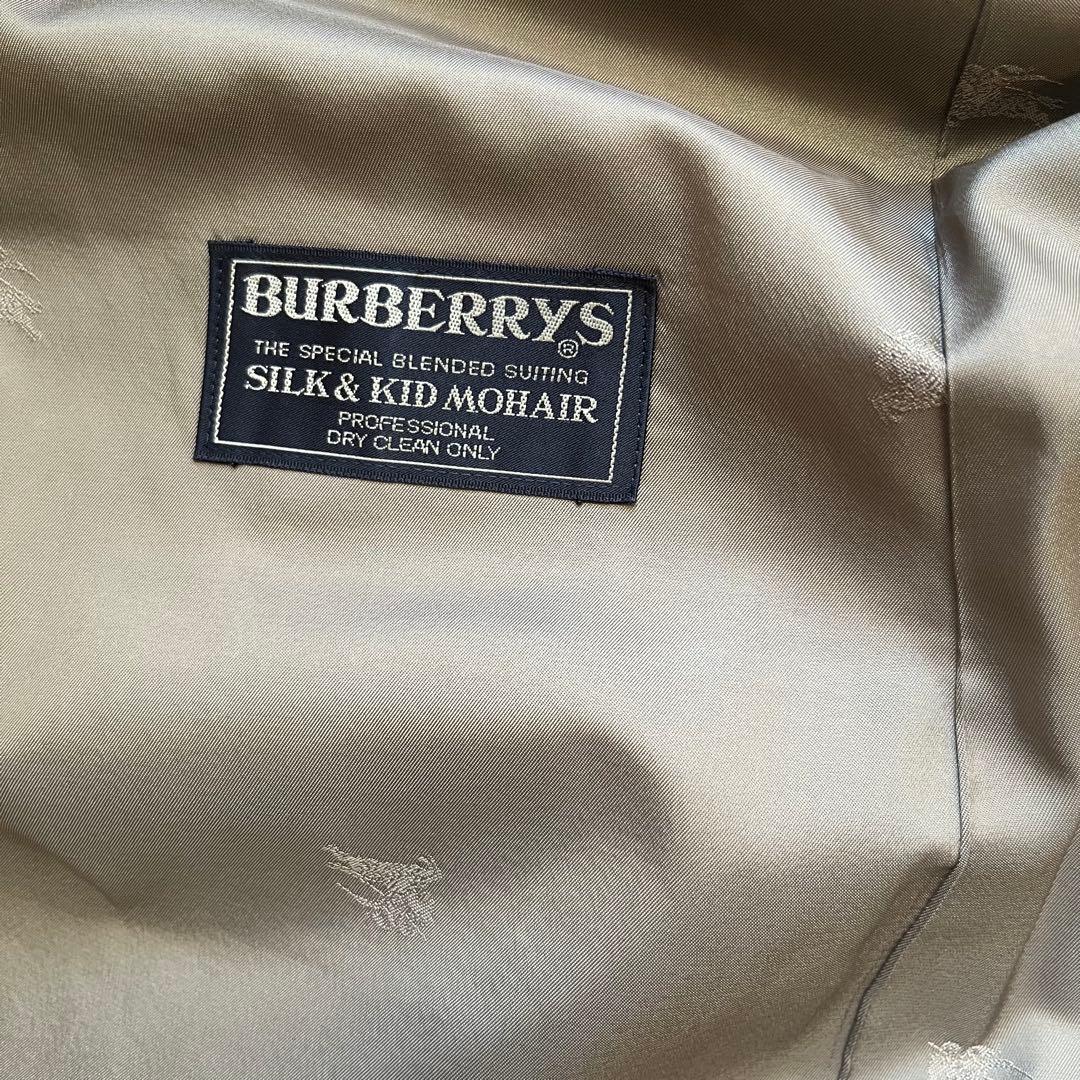 BURBERRYS
®
THE SPECIAL BLENDED SUITING
SILK & KID MOHAIR
PROFESSIONAL
DRY CLEAN ONLY